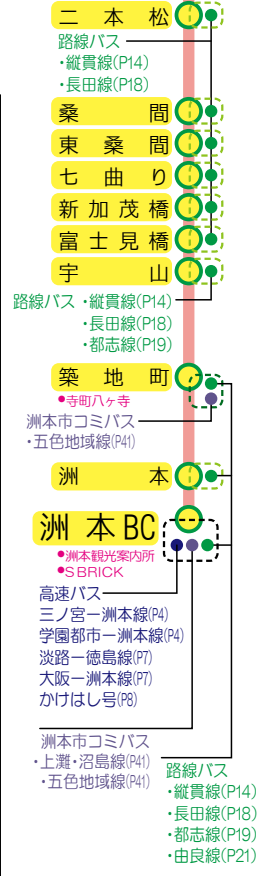 二本松
路線バス
・縦貫線(P14)
・長田線(P18)
桑間
東桑間
七曲り
新加茂橋
富士見橋
宇山
路線バス ・縦貫線(P14)
・長田線(P18)
・都志線(P19)
築地町
●寺町八ヶ寺
洲本市コミバス
・五色地域線(P41)
洲本
洲本BC
●洲本観光案内所
●S BRICK
高速バス
三ノ宮ー洲本線(P4)
学園都市ー洲本線(P4)
淡路ー徳島線(P7)
大阪ー洲本線(P7)
かけはし号(P8)
洲本市コミバス
・上灘・沼島線(P41)
・五色地域線(P41)
路線バス
・縦貫線(P14)
・長田線(P18)
・都志線(P19)
・由良線(P21)